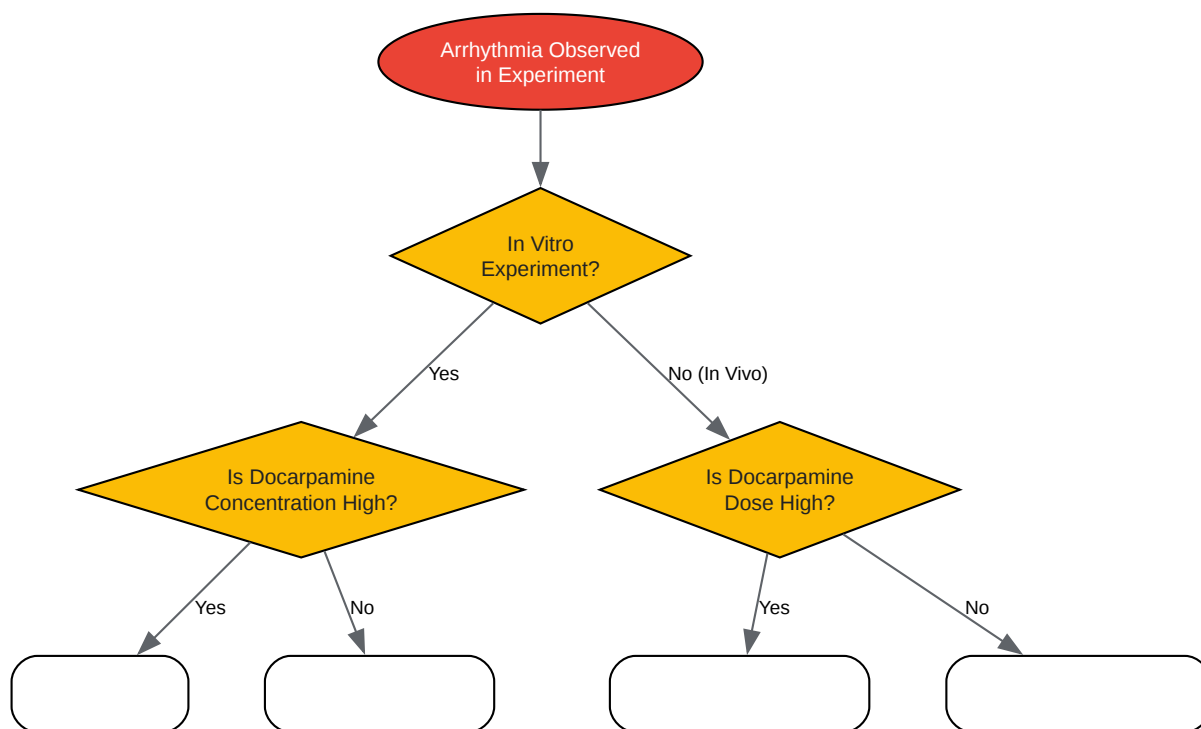 Arrhythmia Observed
in Experiment
In Vitro
Experiment?
Yes
No (In Vivo)
Is Docarpamine
Concentration High?
Is Docarpamine
Dose High?
Yes
No
Yes
No